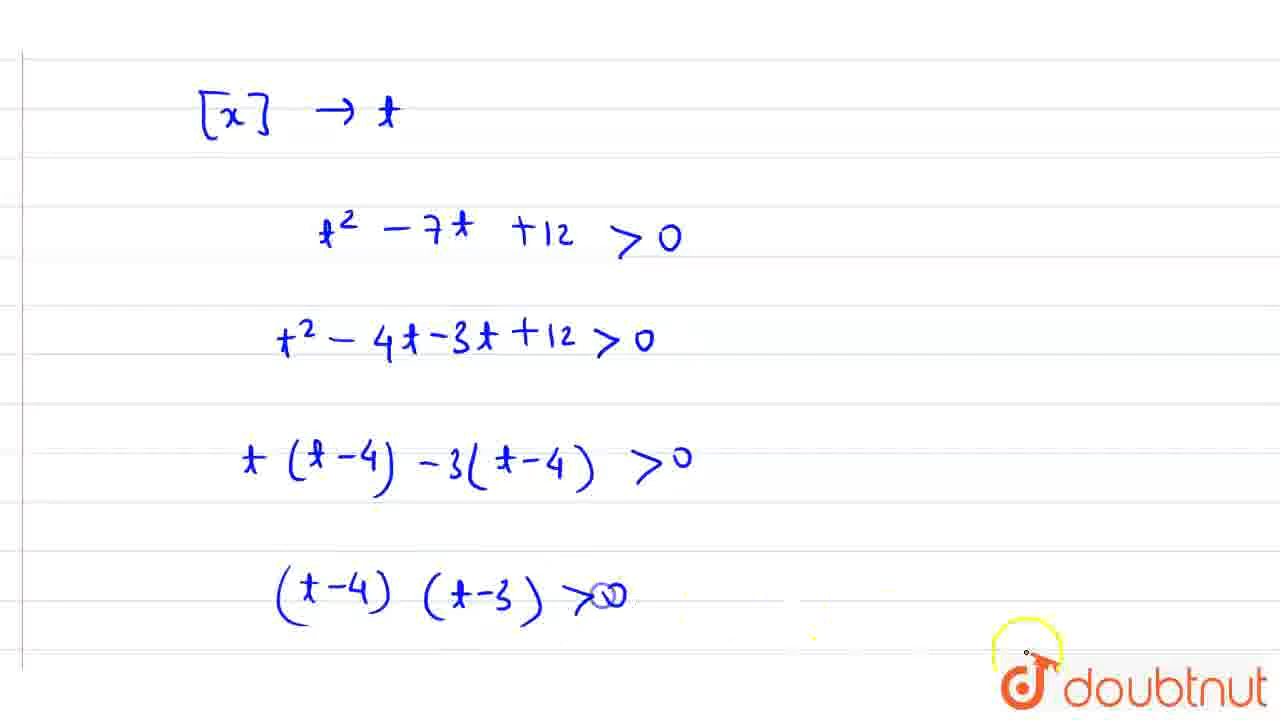 [x] → t
t² - 7t + 12 > 0
t² - 4t - 3t + 12 > 0
t (t-4) - 3(t-4) > 0
(t-4) (t-3) > 0
doubtnut